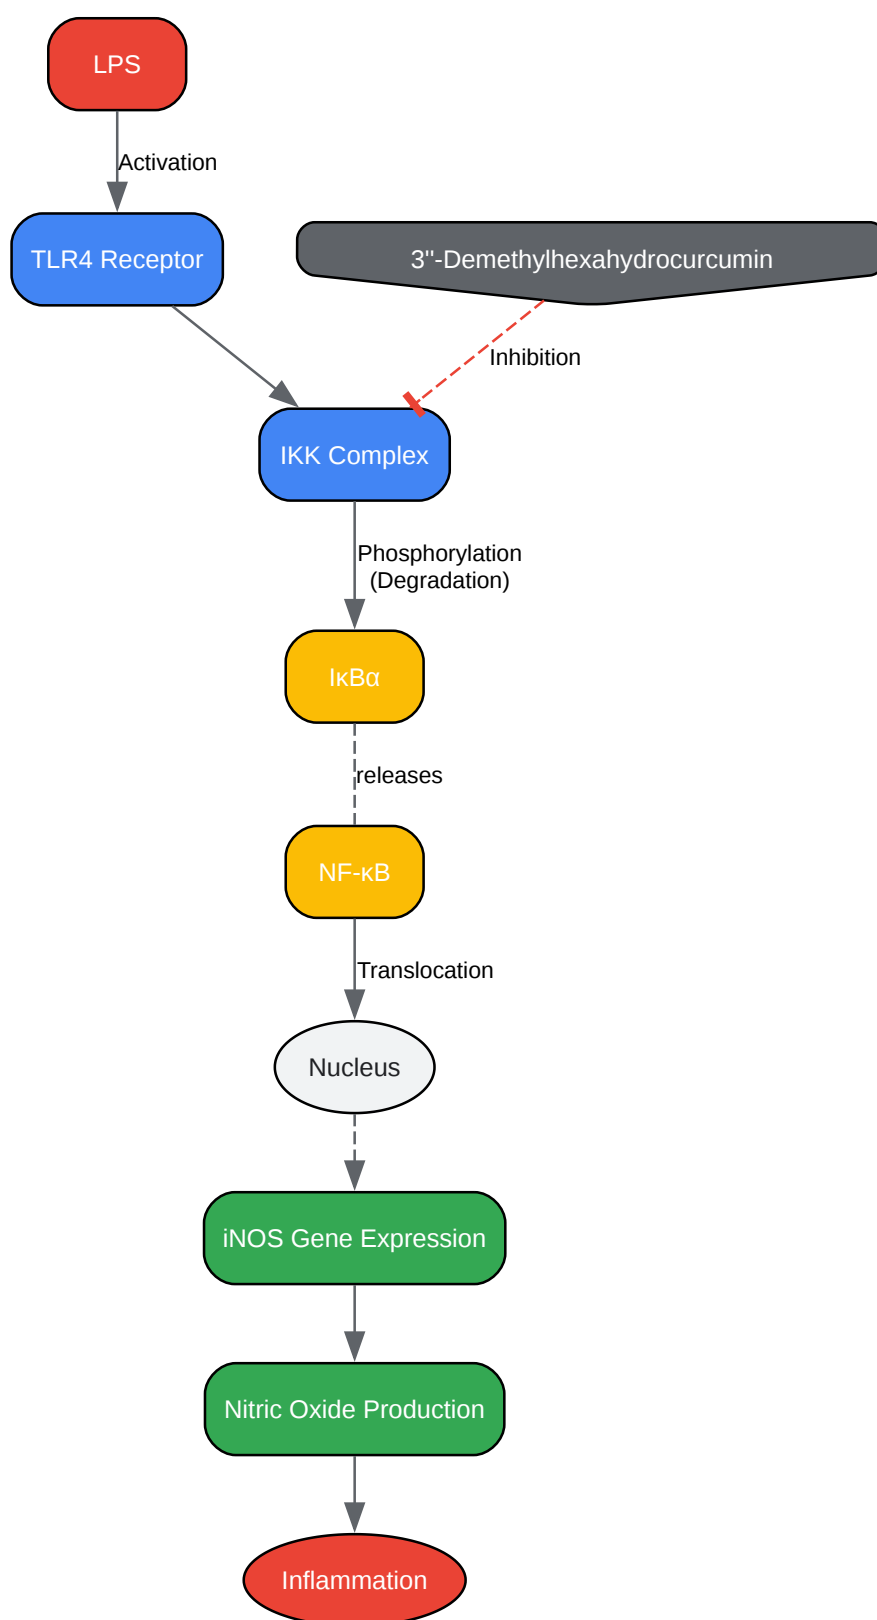 LPS
Activation
TLR4 Receptor
3"-Demethylhexahydrocurcumin
Inhibition
IKK Complex
Phosphorylation
(Degradation)
IκBα
releases
NF-κB
Translocation
Nucleus
iNOS Gene Expression
Nitric Oxide Production
Inflammation